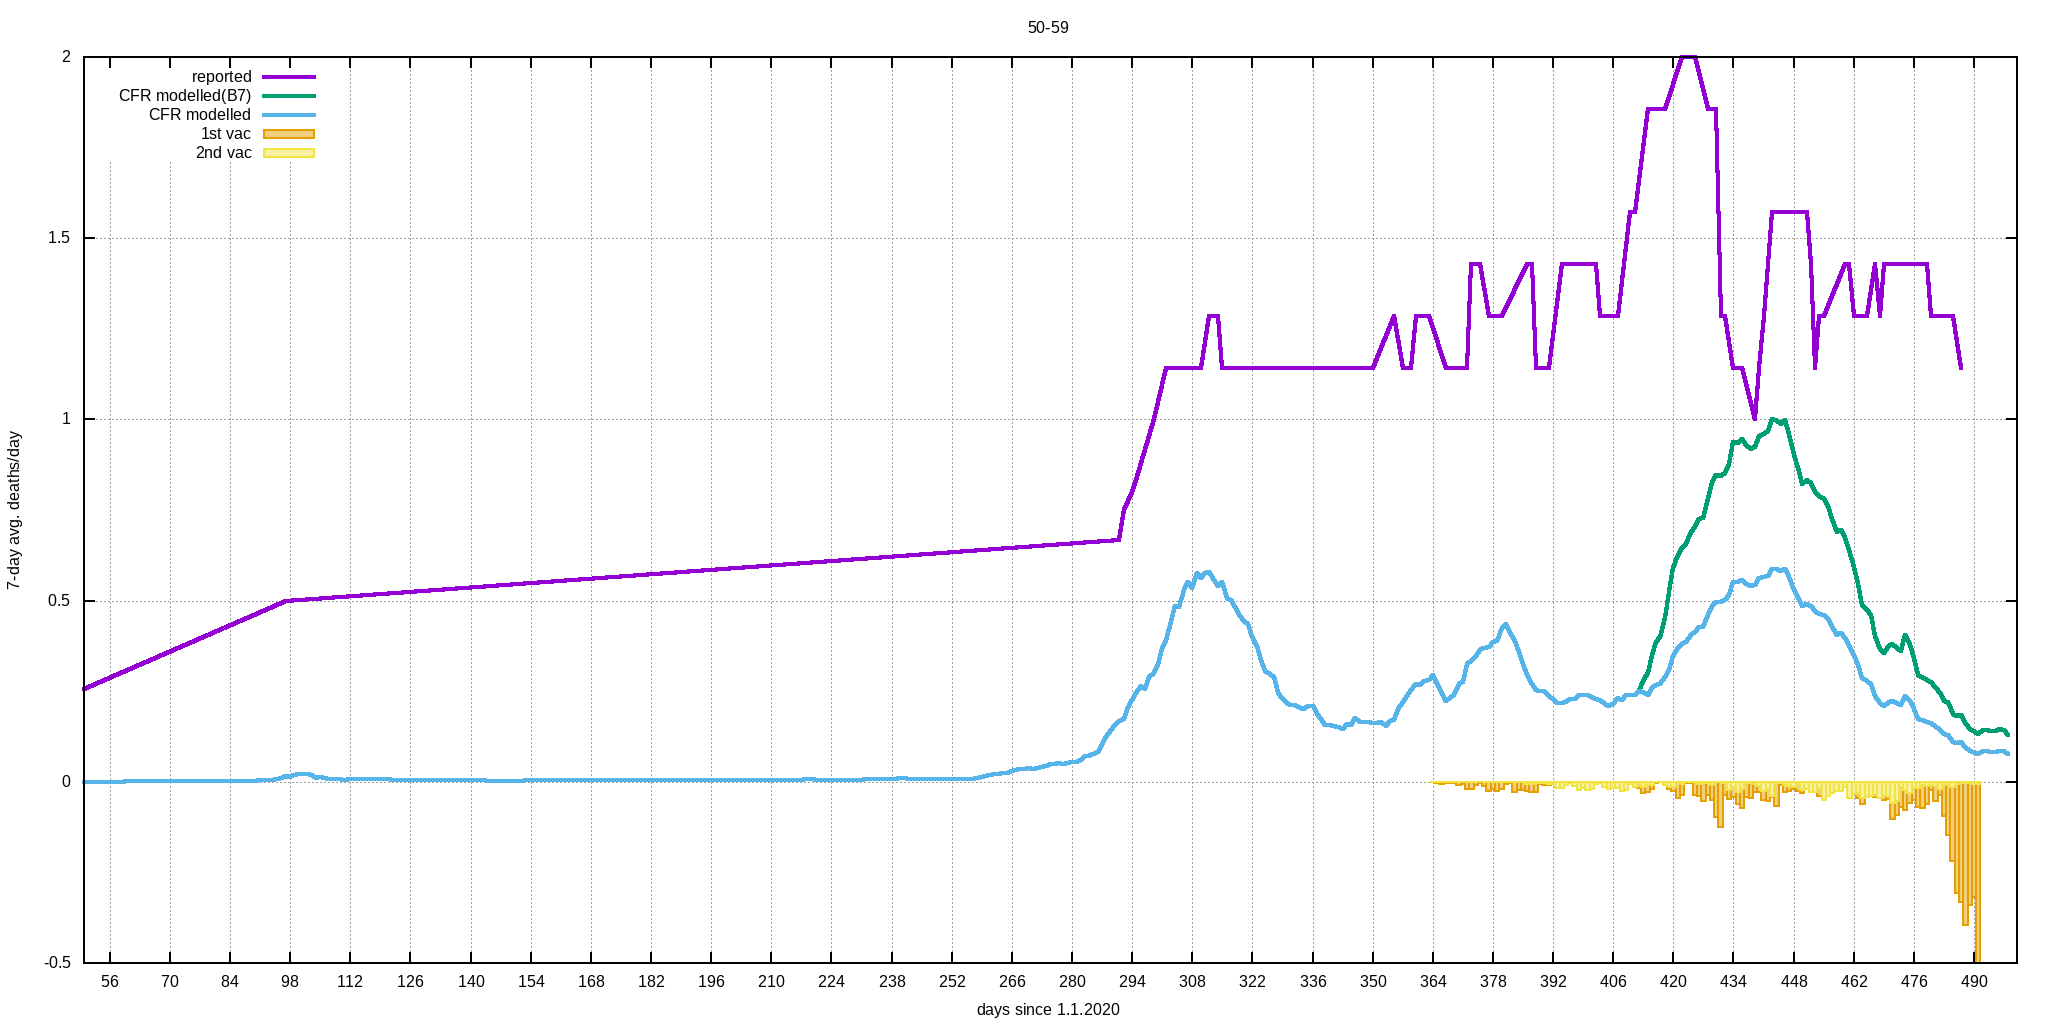 50-59
reported
CFR modelled(B7)
CFR modelled
1st vac
2nd vac
7-day avg. deaths/day
2
1.5
1
0.5
0
-0.5
56 70 84 98 112 126 140 154 168 182 196 210 224 238 252 266 280 294 308 322 336 350 364 378 392 406 420 434 448 462 476 490
days since 1.1.2020